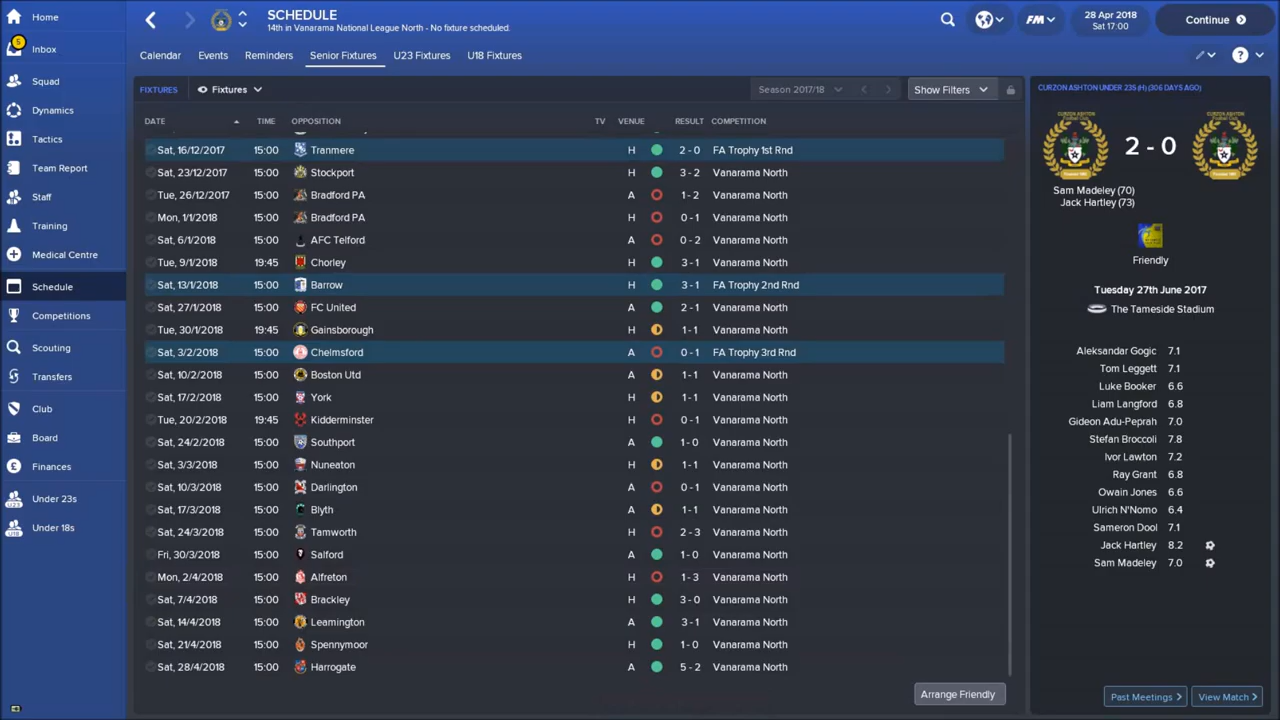 Home
5
Inbox
Squad
Dynamics
Tactics
Team Report
Staff
Training
Medical Centre
Schedule
Competitions
Scouting
Transfers
Club
Board
Finances
Under 23s
Under 18s
SCHEDULE
14th in Vanarama National League North - No fixture scheduled.
FM
28 Apr 2018
Sat 17:00
Continue
Calendar Events Reminders Senior Fixtures U23 Fixtures U18 Fixtures
?
FIXTURES Fixtures Season 2017/18 Show Filters
DATE TIME OPPOSITION TV VENUE RESULT COMPETITION
Sat, 16/12/2017 15:00 Tranmere H 2 - 0 FA Trophy 1st Rnd
Sat, 23/12/2017 15:00 Stockport H 3 - 2 Vanarama North
Tue, 26/12/2017 15:00 Bradford PA A 1 - 2 Vanarama North
Mon, 1/1/2018 15:00 Bradford PA H 0 - 1 Vanarama North
Sat, 6/1/2018 15:00 AFC Telford A 0 - 2 Vanarama North
Tue, 9/1/2018 19:45 Chorley H 3 - 1 Vanarama North
Sat, 13/1/2018 15:00 Barrow H 3 - 1 FA Trophy 2nd Rnd
Sat, 27/1/2018 15:00 FC United A 2 - 1 Vanarama North
Tue, 30/1/2018 19:45 Gainsborough H 1 - 1 Vanarama North
Sat, 3/2/2018 15:00 Chelmsford A 0 - 1 FA Trophy 3rd Rnd
Sat, 10/2/2018 15:00 Boston Utd A 1 - 1 Vanarama North
Sat, 17/2/2018 15:00 York H 1 - 1 Vanarama North
Tue, 20/2/2018 19:45 Kidderminster H 0 - 1 Vanarama North
Sat, 24/2/2018 15:00 Southport A 1 - 0 Vanarama North
Sat, 3/3/2018 15:00 Nuneaton H 1 - 1 Vanarama North
Sat, 10/3/2018 15:00 Darlington A 0 - 1 Vanarama North
Sat, 17/3/2018 15:00 Blyth A 1 - 1 Vanarama North
Sat, 24/3/2018 15:00 Tamworth H 2 - 3 Vanarama North
Fri, 30/3/2018 15:00 Salford A 1 - 0 Vanarama North
Mon, 2/4/2018 15:00 Alfreton H 1 - 3 Vanarama North
Sat, 7/4/2018 15:00 Brackley H 3 - 0 Vanarama North
Sat, 14/4/2018 15:00 Leamington A 3 - 1 Vanarama North
Sat, 21/4/2018 15:00 Spennymoor H 1 - 0 Vanarama North
Sat, 28/4/2018 15:00 Harrogate A 5 - 2 Vanarama North
Arrange Friendly
CURZON ASHTON UNDER 23S (H) (306 DAYS AGO)
CURZON ASHTON
2 - 0
CURZON ASHTON
Sam Madeley (70)
Jack Hartley (73)
Friendly
Tuesday 27th June 2017
The Tameside Stadium
Aleksandar Gogic 7.1
Tom Leggett 7.1
Luke Booker 6.6
Liam Langford 6.8
Gideon Adu-Peprah 7.0
Stefan Broccoli 7.8
Ivor Lawton 7.2
Ray Grant 6.8
Owain Jones 6.6
Ulrich N'Nomo 6.4
Sameron Dool 7.1
Jack Hartley 8.2
Sam Madeley 7.0
Past Meetings
View Match